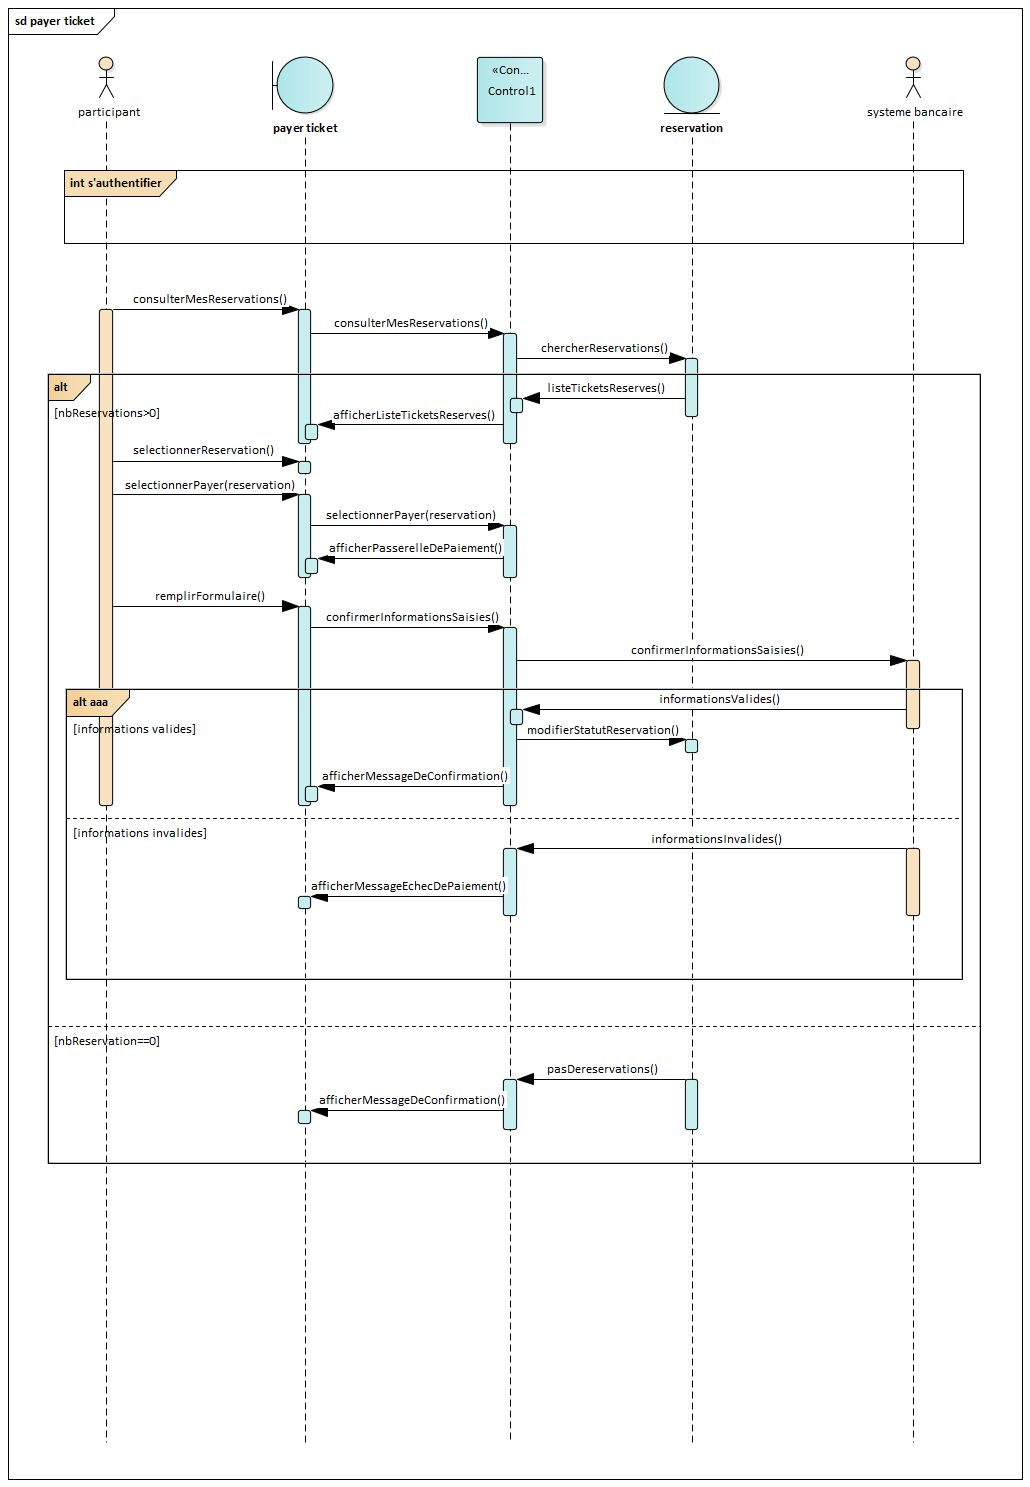 sd payer ticket
participant
payer ticket
«Con...
Control1
reservation
systeme bancaire
int s'authentifier
consulterMesReservations()
consulterMesReservations()
chercherReservations()
alt
listeTicketsReserves()
[nbReservations>0]
afficherListeTicketsReserves()
selectionnerReservation()
selectionnerPayer(reservation)
selectionnerPayer(reservation)
afficherPasserelleDePaiement()
remplirFormulaire()
confirmerInformationsSaisies()
confirmerInformationsSaisies()
alt aaa
informationsValides()
[informations valides]
modifierStatutReservation()
afficherMessageDeConfirmation()
[informations invalides]
informationsInvalides()
afficherMessageEchecDePaiement()
[nbReservation==0]
pasDereservations()
afficherMessageDeConfirmation()